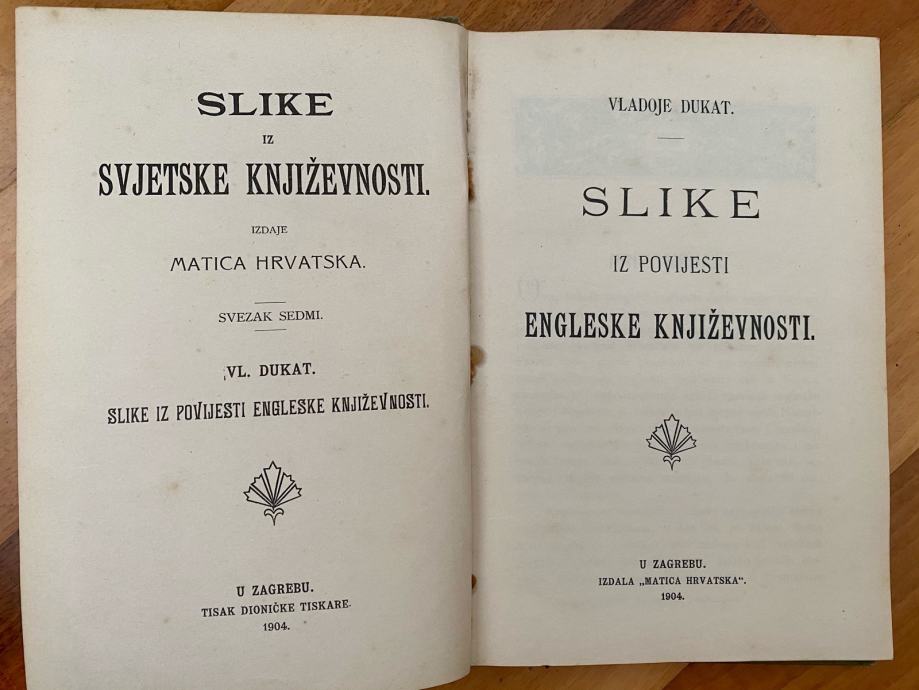 SLIKE
IZ
SVJETSKE KNJIŽEVNOSTI.
IZDAJE
MATICA HRVATSKA.
SVEZAK SEDMI.
VL. DUKAT.
SLIKE IZ POVIJESTI ENGLESKE KNJIŽEVNOSTI.
U ZAGREBU.
TISAK DIONIČKE TISKARE.
1904.
VLADOJE DUKAT.
SLIKE
IZ POVIJESTI
ENGLESKE KNJIŽEVNOSTI.
U ZAGREBU.
IZDALA „MATICA HRVATSKA“.
1904.